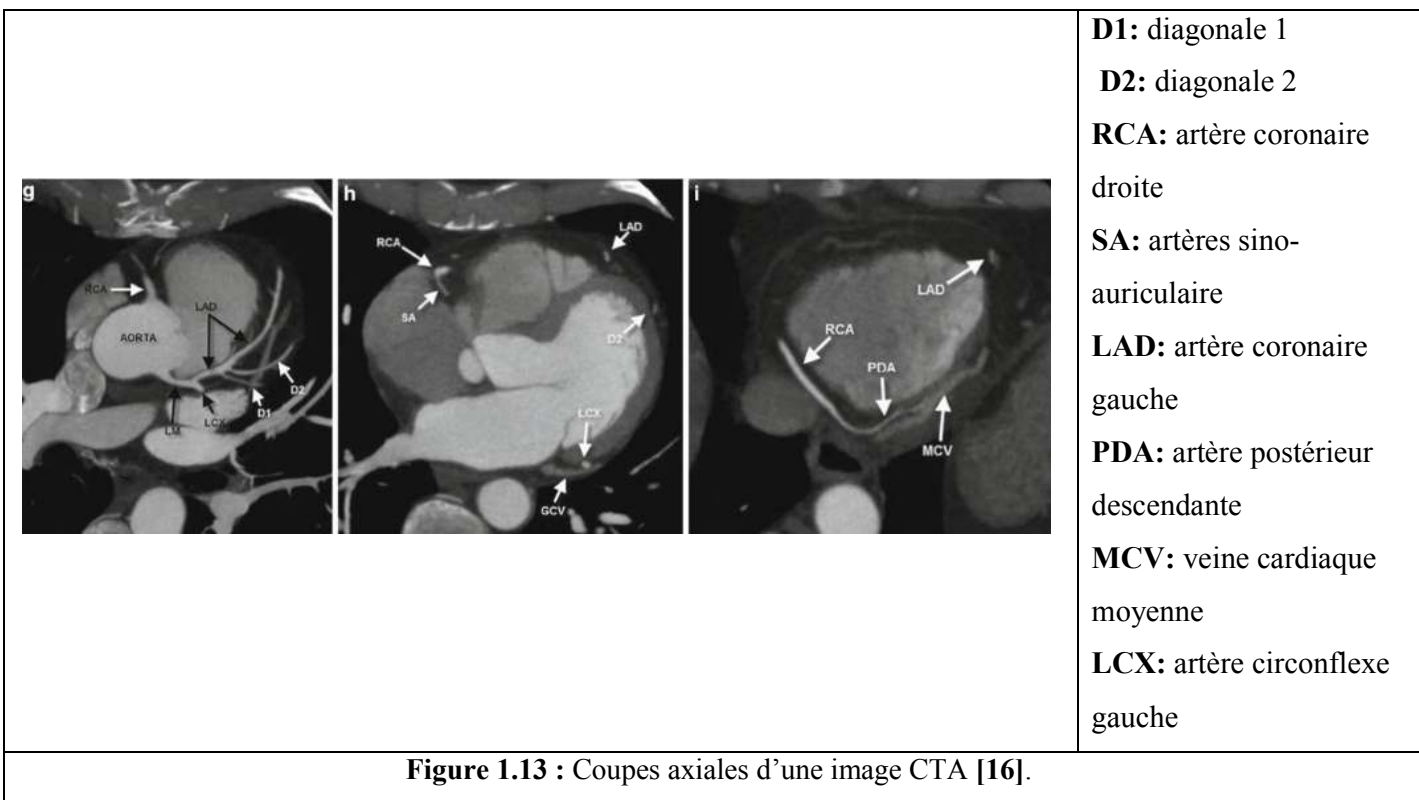 g
RCA
LAD
AORTA
D2
D1
LM
LCX
h
RCA
LAD
SA
D2
LCX
GCV
i
LAD
RCA
PDA
MCV
D1: diagonale 1
D2: diagonale 2
RCA: artère coronaire
droite
SA: artères sino-
auriculaire
LAD: artère coronaire
gauche
PDA: artère postérieur
descendante
MCV: veine cardiaque
moyenne
LCX: artère circonflexe
gauche
Figure 1.13 : Coupes axiales d’une image CTA [16].